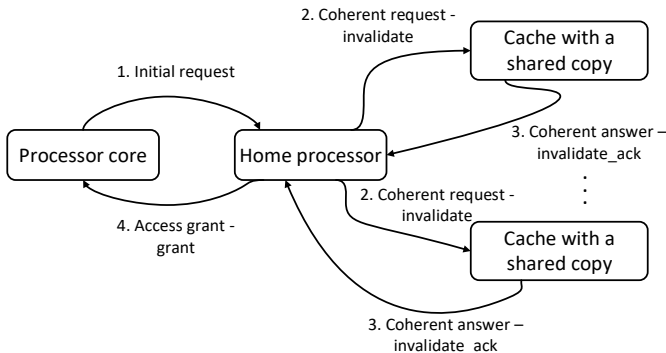 2. Coherent request -
invalidate
Cache with a
shared copy
1. Initial request
3. Coherent answer –
invalidate_ack
Processor core
Home processor
2. Coherent request -
invalidate
4. Access grant -
grant
Cache with a
shared copy
3. Coherent answer –
invalidate_ack